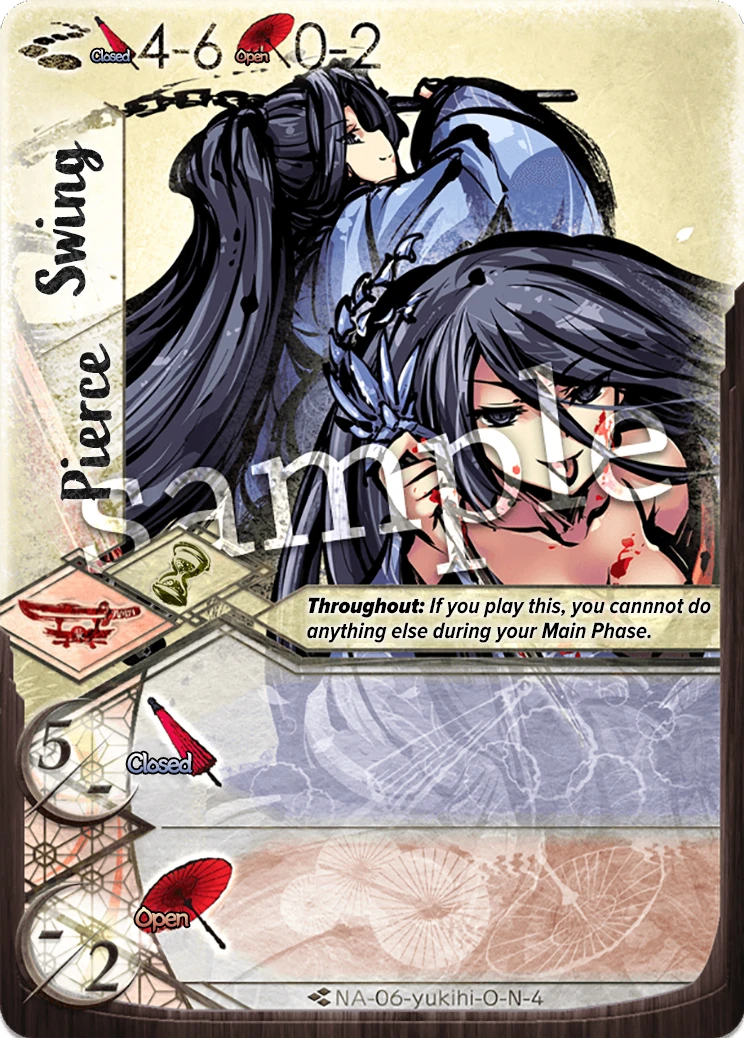 Closed 4-6 Open 0-2
Swing
Pierce
sample
Throughout: If you play this, you cannnot do
anything else during your Main Phase.
5
Closed
-
-
Open
2
NA-06-yukihi-O-N-4